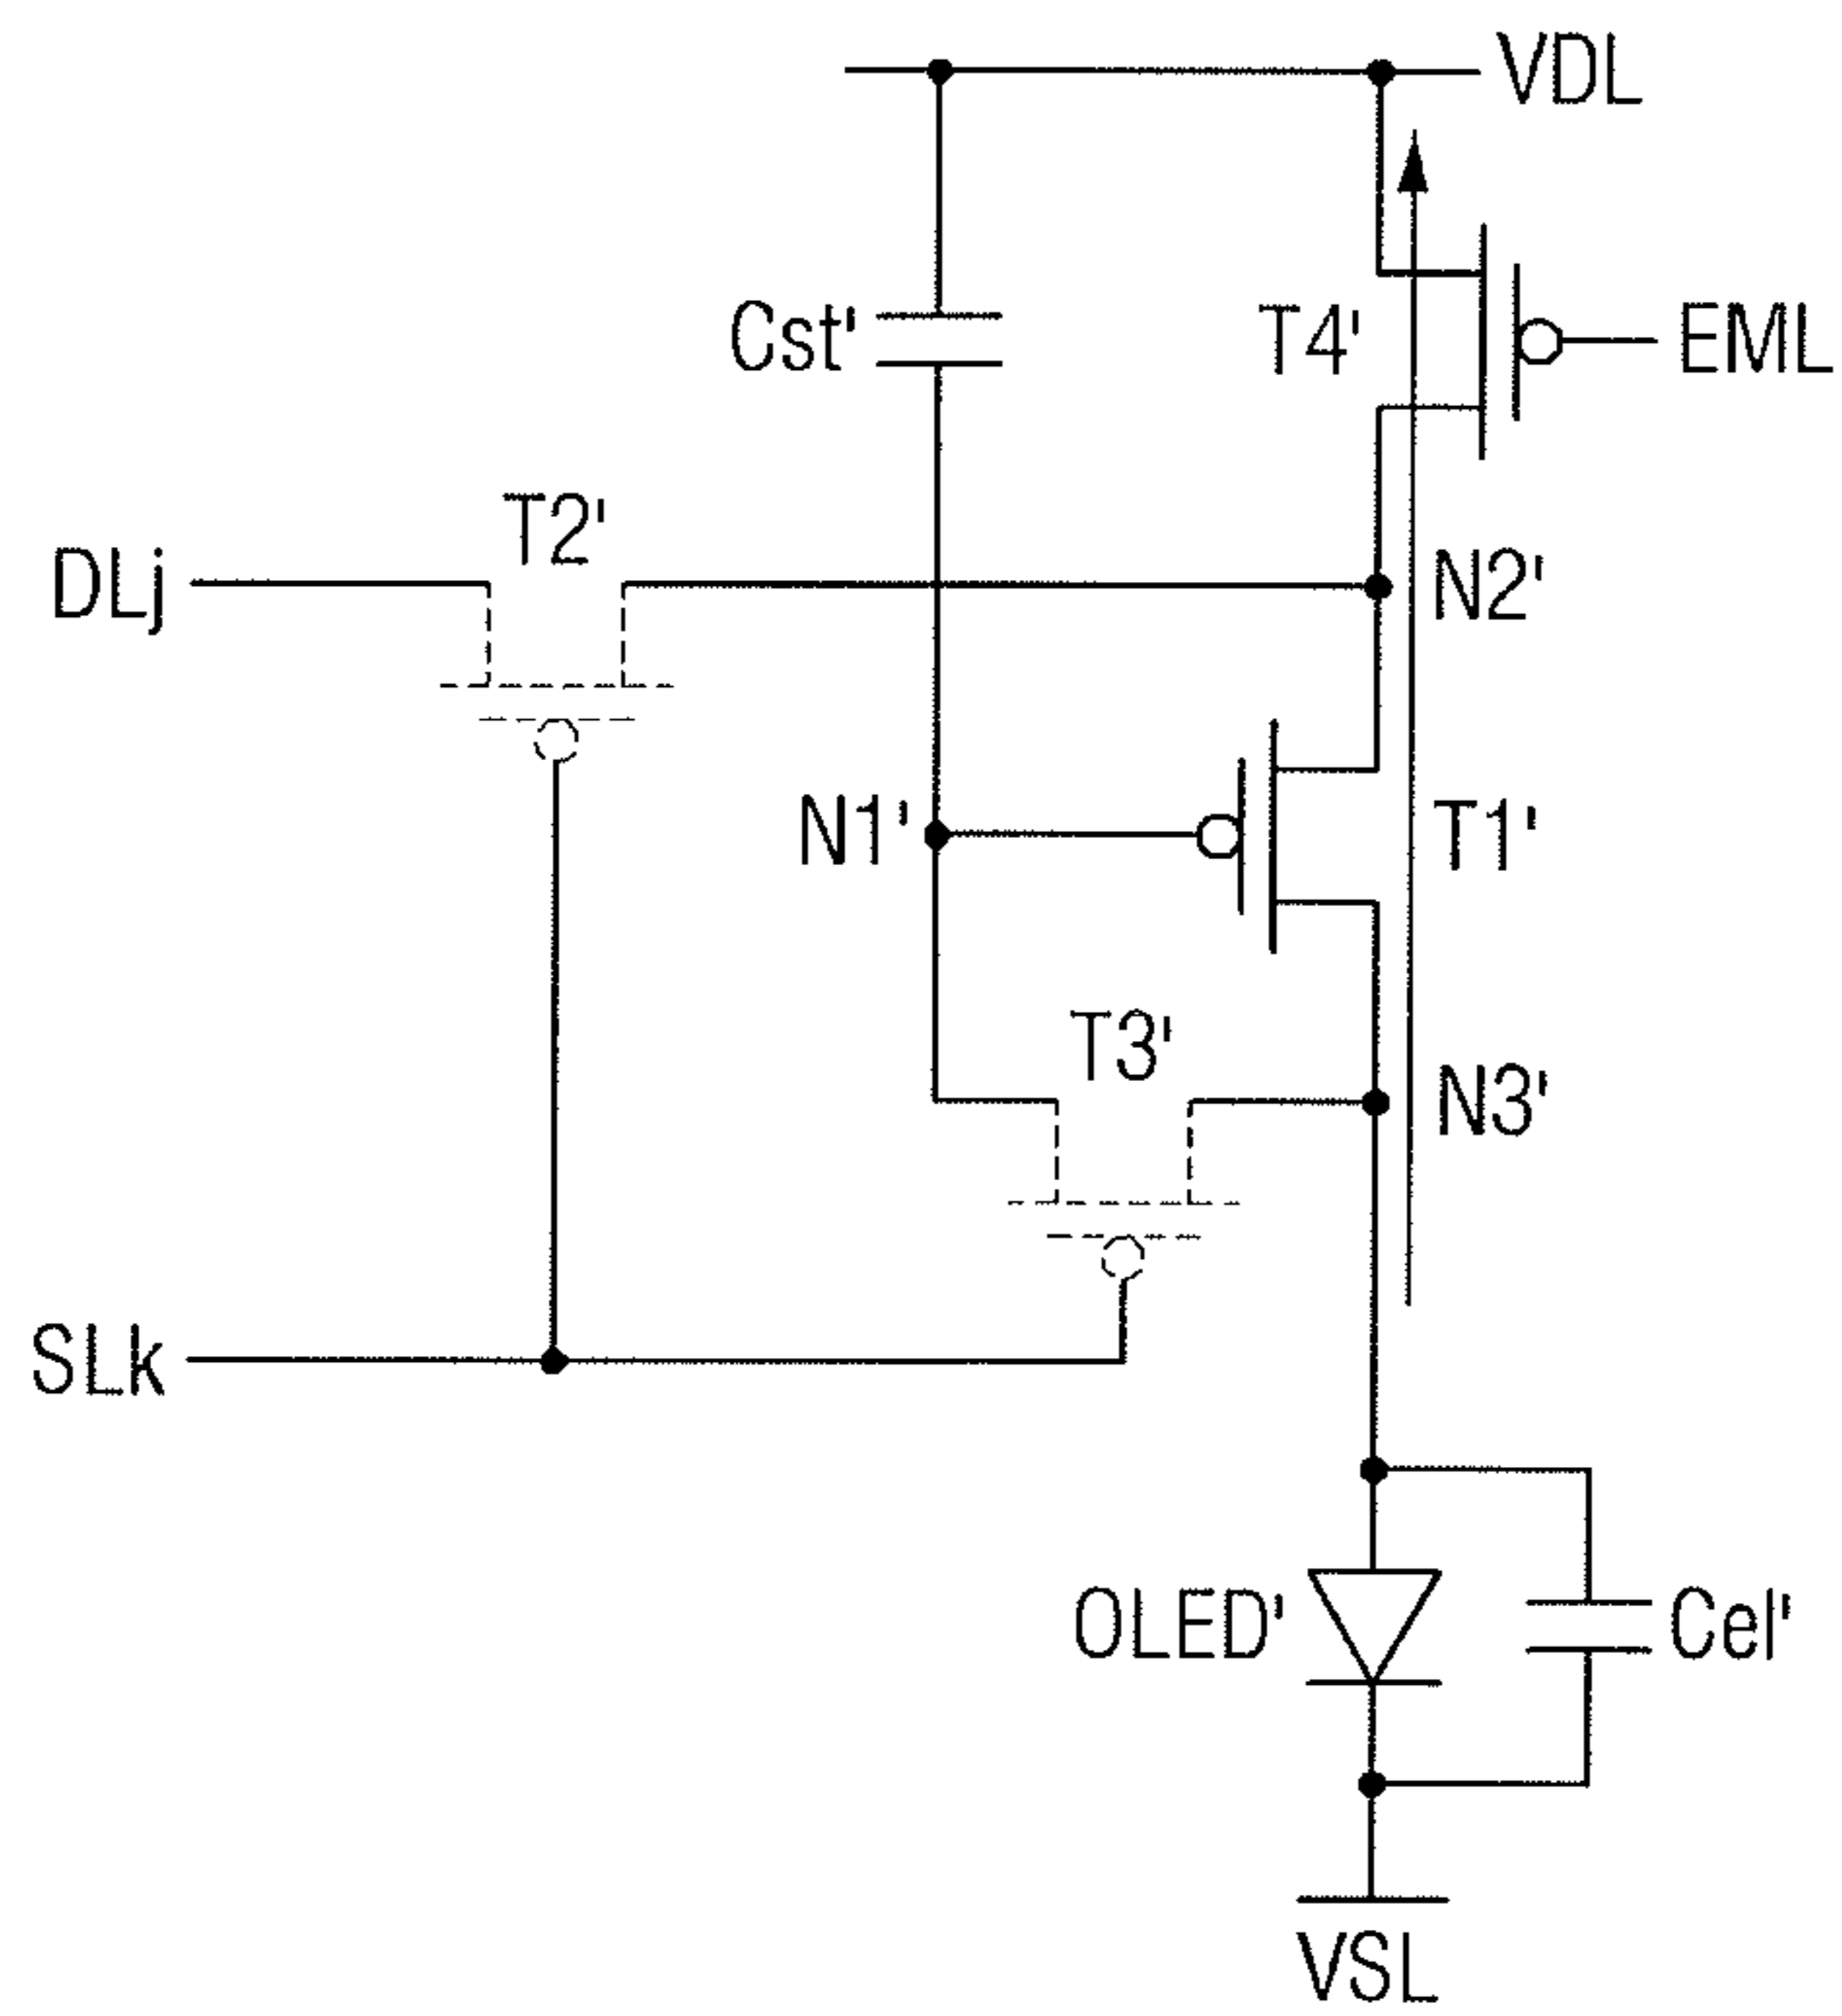 VDL
Cst'
T4'
EML
T2'
DLj
N2'
N1'
T1'
T3'
N3'
SLk
OLED'
Cel'
VSL